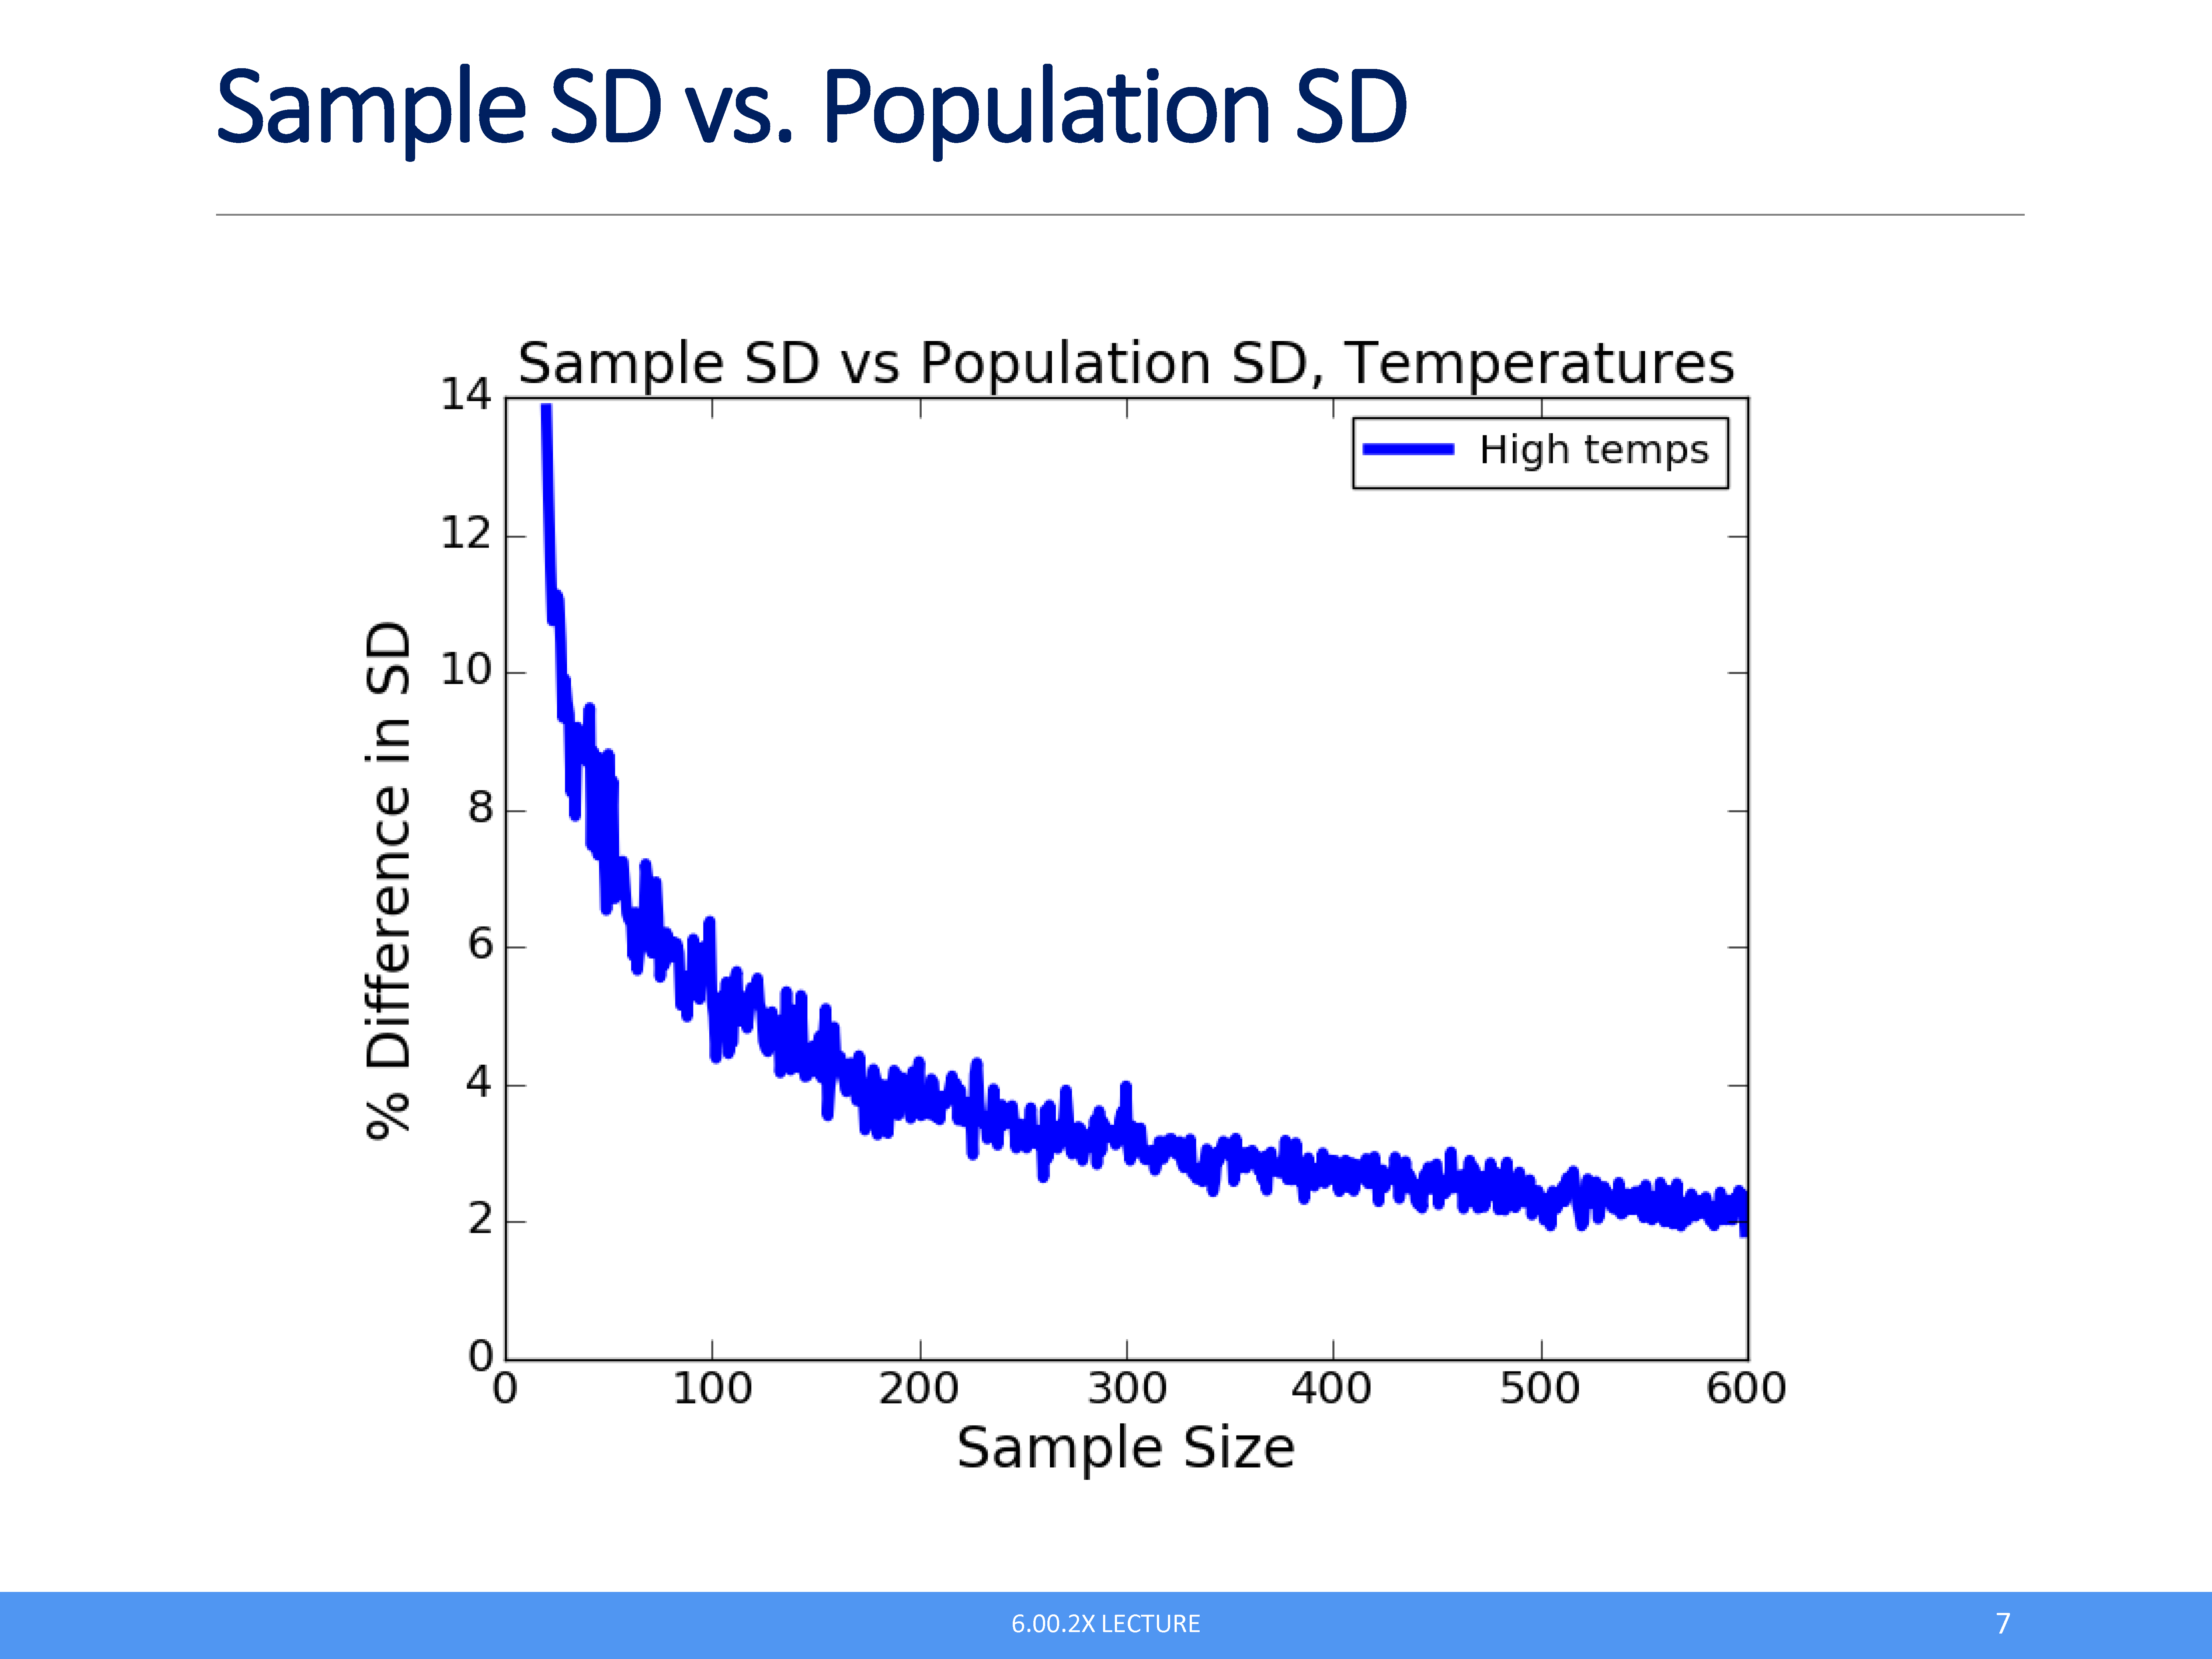 Sample SD vs. Population SD
Sample SD vs Population SD, Temperatures
High temps
% Difference in SD
14
12
10
8
6
4
2
0
0 100 200 300 400 500 600
Sample Size
6.00.2X LECTURE
7